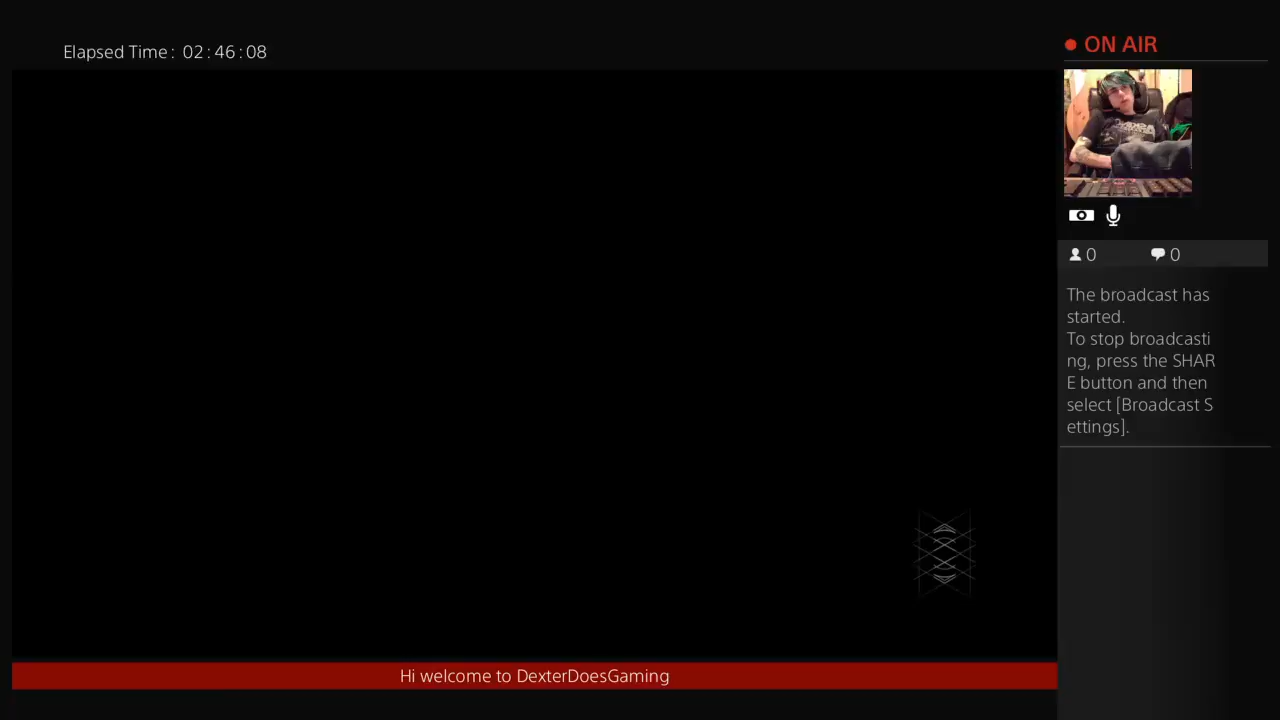 Elapsed Time: 02:46:08
ON AIR
0 0
The broadcast has
started.
To stop broadcasti
ng, press the SHAR
E button and then
select [Broadcast S
ettings].
Hi welcome to DexterDoesGaming